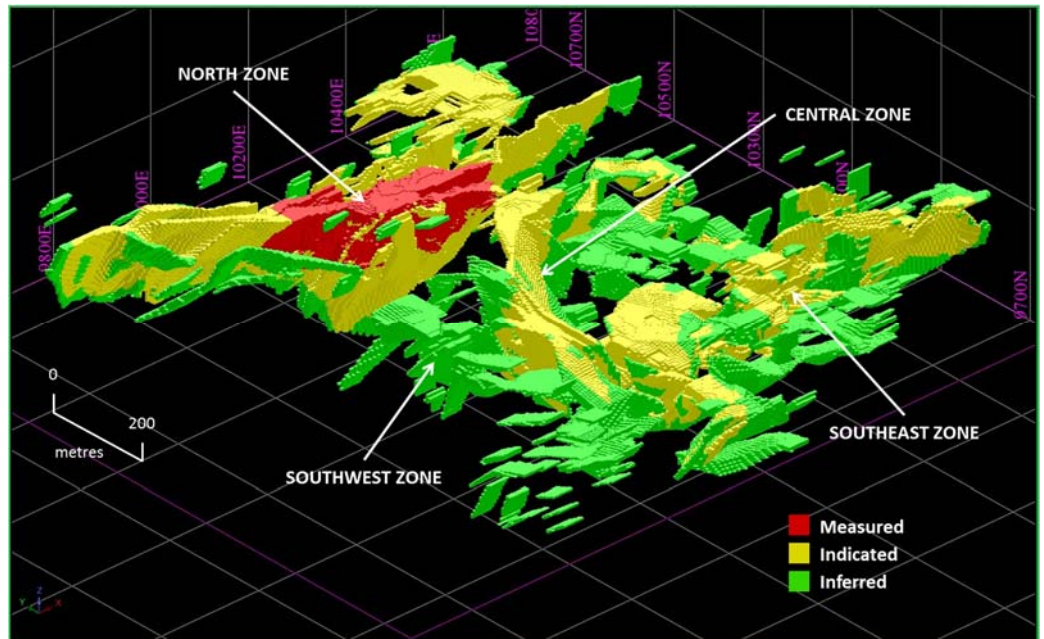 NORTH ZONE
CENTRAL ZONE
10400E
10200E
10700N
10500N
10300N
9800E
9700N
0
200
metres
SOUTHWEST ZONE
SOUTHEAST ZONE
Measured
Indicated
Inferred
Z
Y
X